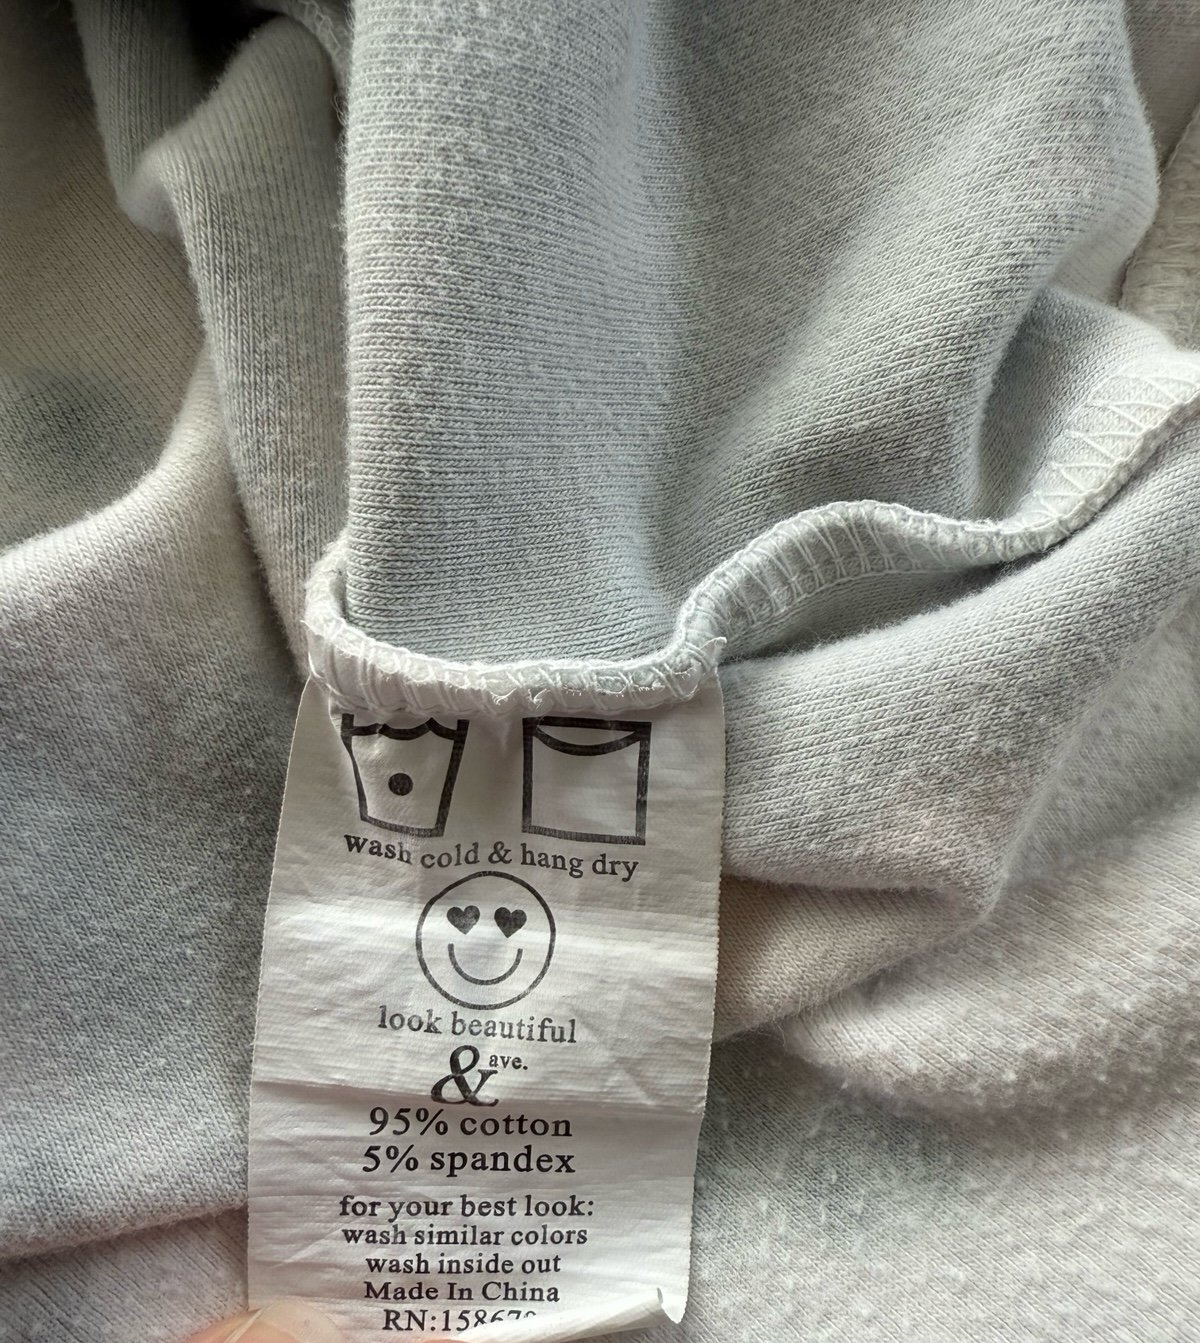 wash cold & hang dry
look beautiful
& ave.
95% cotton
5% spandex
for your best look:
wash similar colors
wash inside out
Made In China